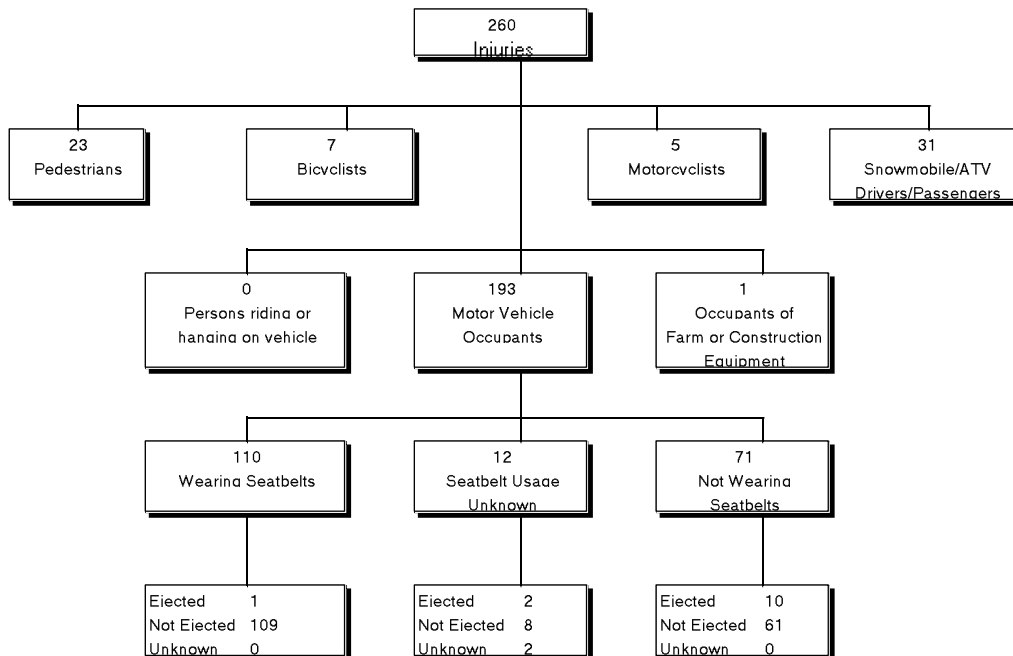 260
Injuries
23
Pedestrians
7
Bicyclists
5
Motorcyclists
31
Snowmobile/ATV
Drivers/Passengers
0
Persons riding or
hanging on vehicle
193
Motor Vehicle
Occupants
1
Occupants of
Farm or Construction
Equipment
110
Wearing Seatbelts
12
Seatbelt Usage
Unknown
71
Not Wearing
Seatbelts
Ejected 1
Not Ejected 109
Unknown 0
Ejected 2
Not Ejected 8
Unknown 2
Ejected 10
Not Ejected 61
Unknown 0